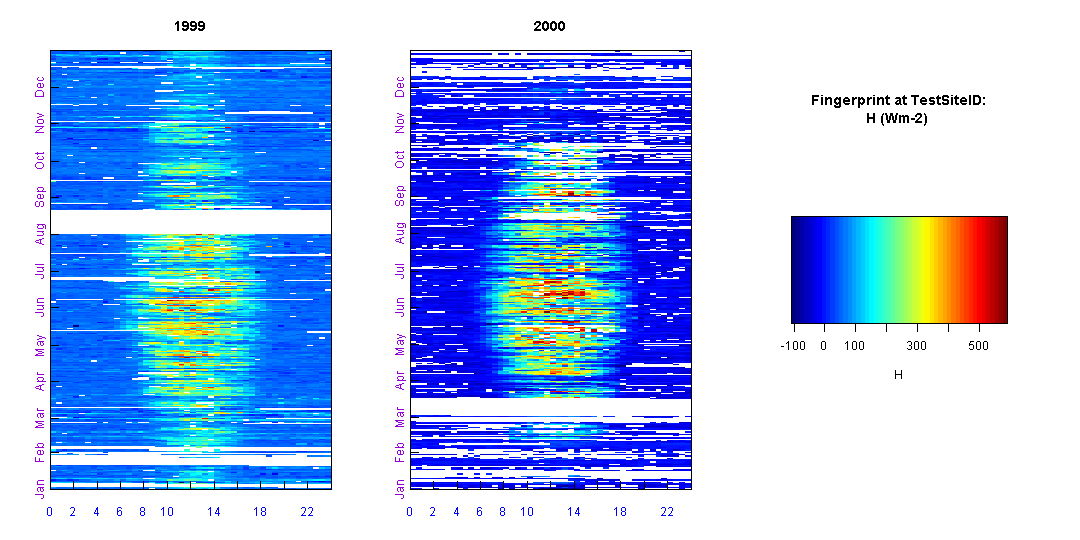 1999
Dec
Nov
Oct
Sep
Aug
Jul
Jun
May
Apr
Mar
Feb
Jan
0 2 4 6 8 10 14 18 22
2000
Dec
Nov
Oct
Sep
Aug
Jul
Jun
May
Apr
Mar
Feb
Jan
0 2 4 6 8 10 14 18 22
Fingerprint at TestSiteID:
H (Wm-2)
-100 0 100 300 500
H